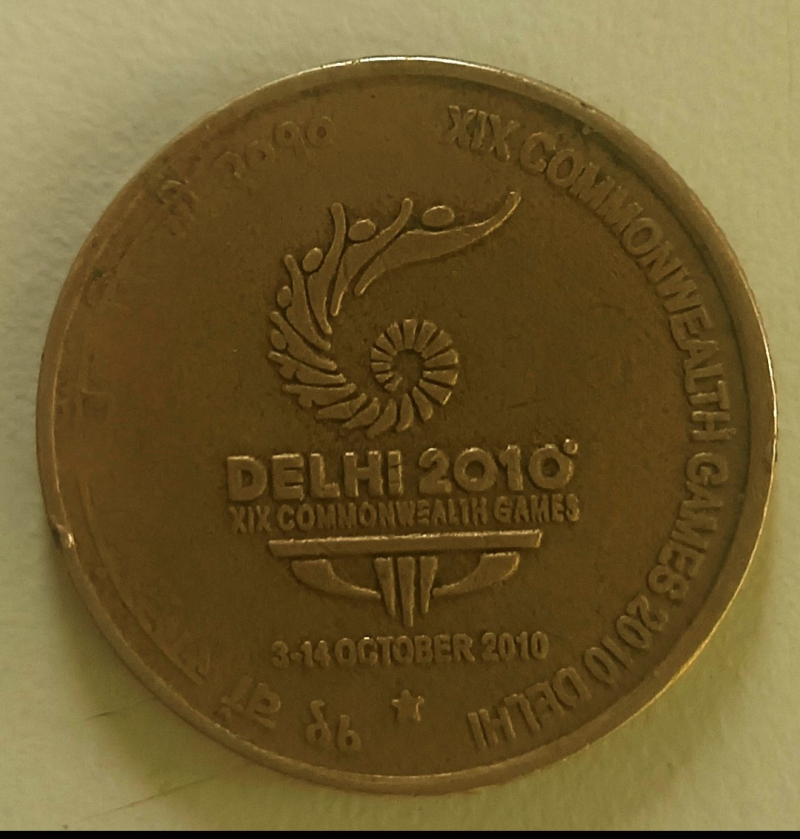 XIX COMMONWEALTH GAMES 2010 DELHI
DELHI 2010
XIX COMMONWEALTH GAMES
3-14 OCTOBER 2010
१९ वां
२०१०